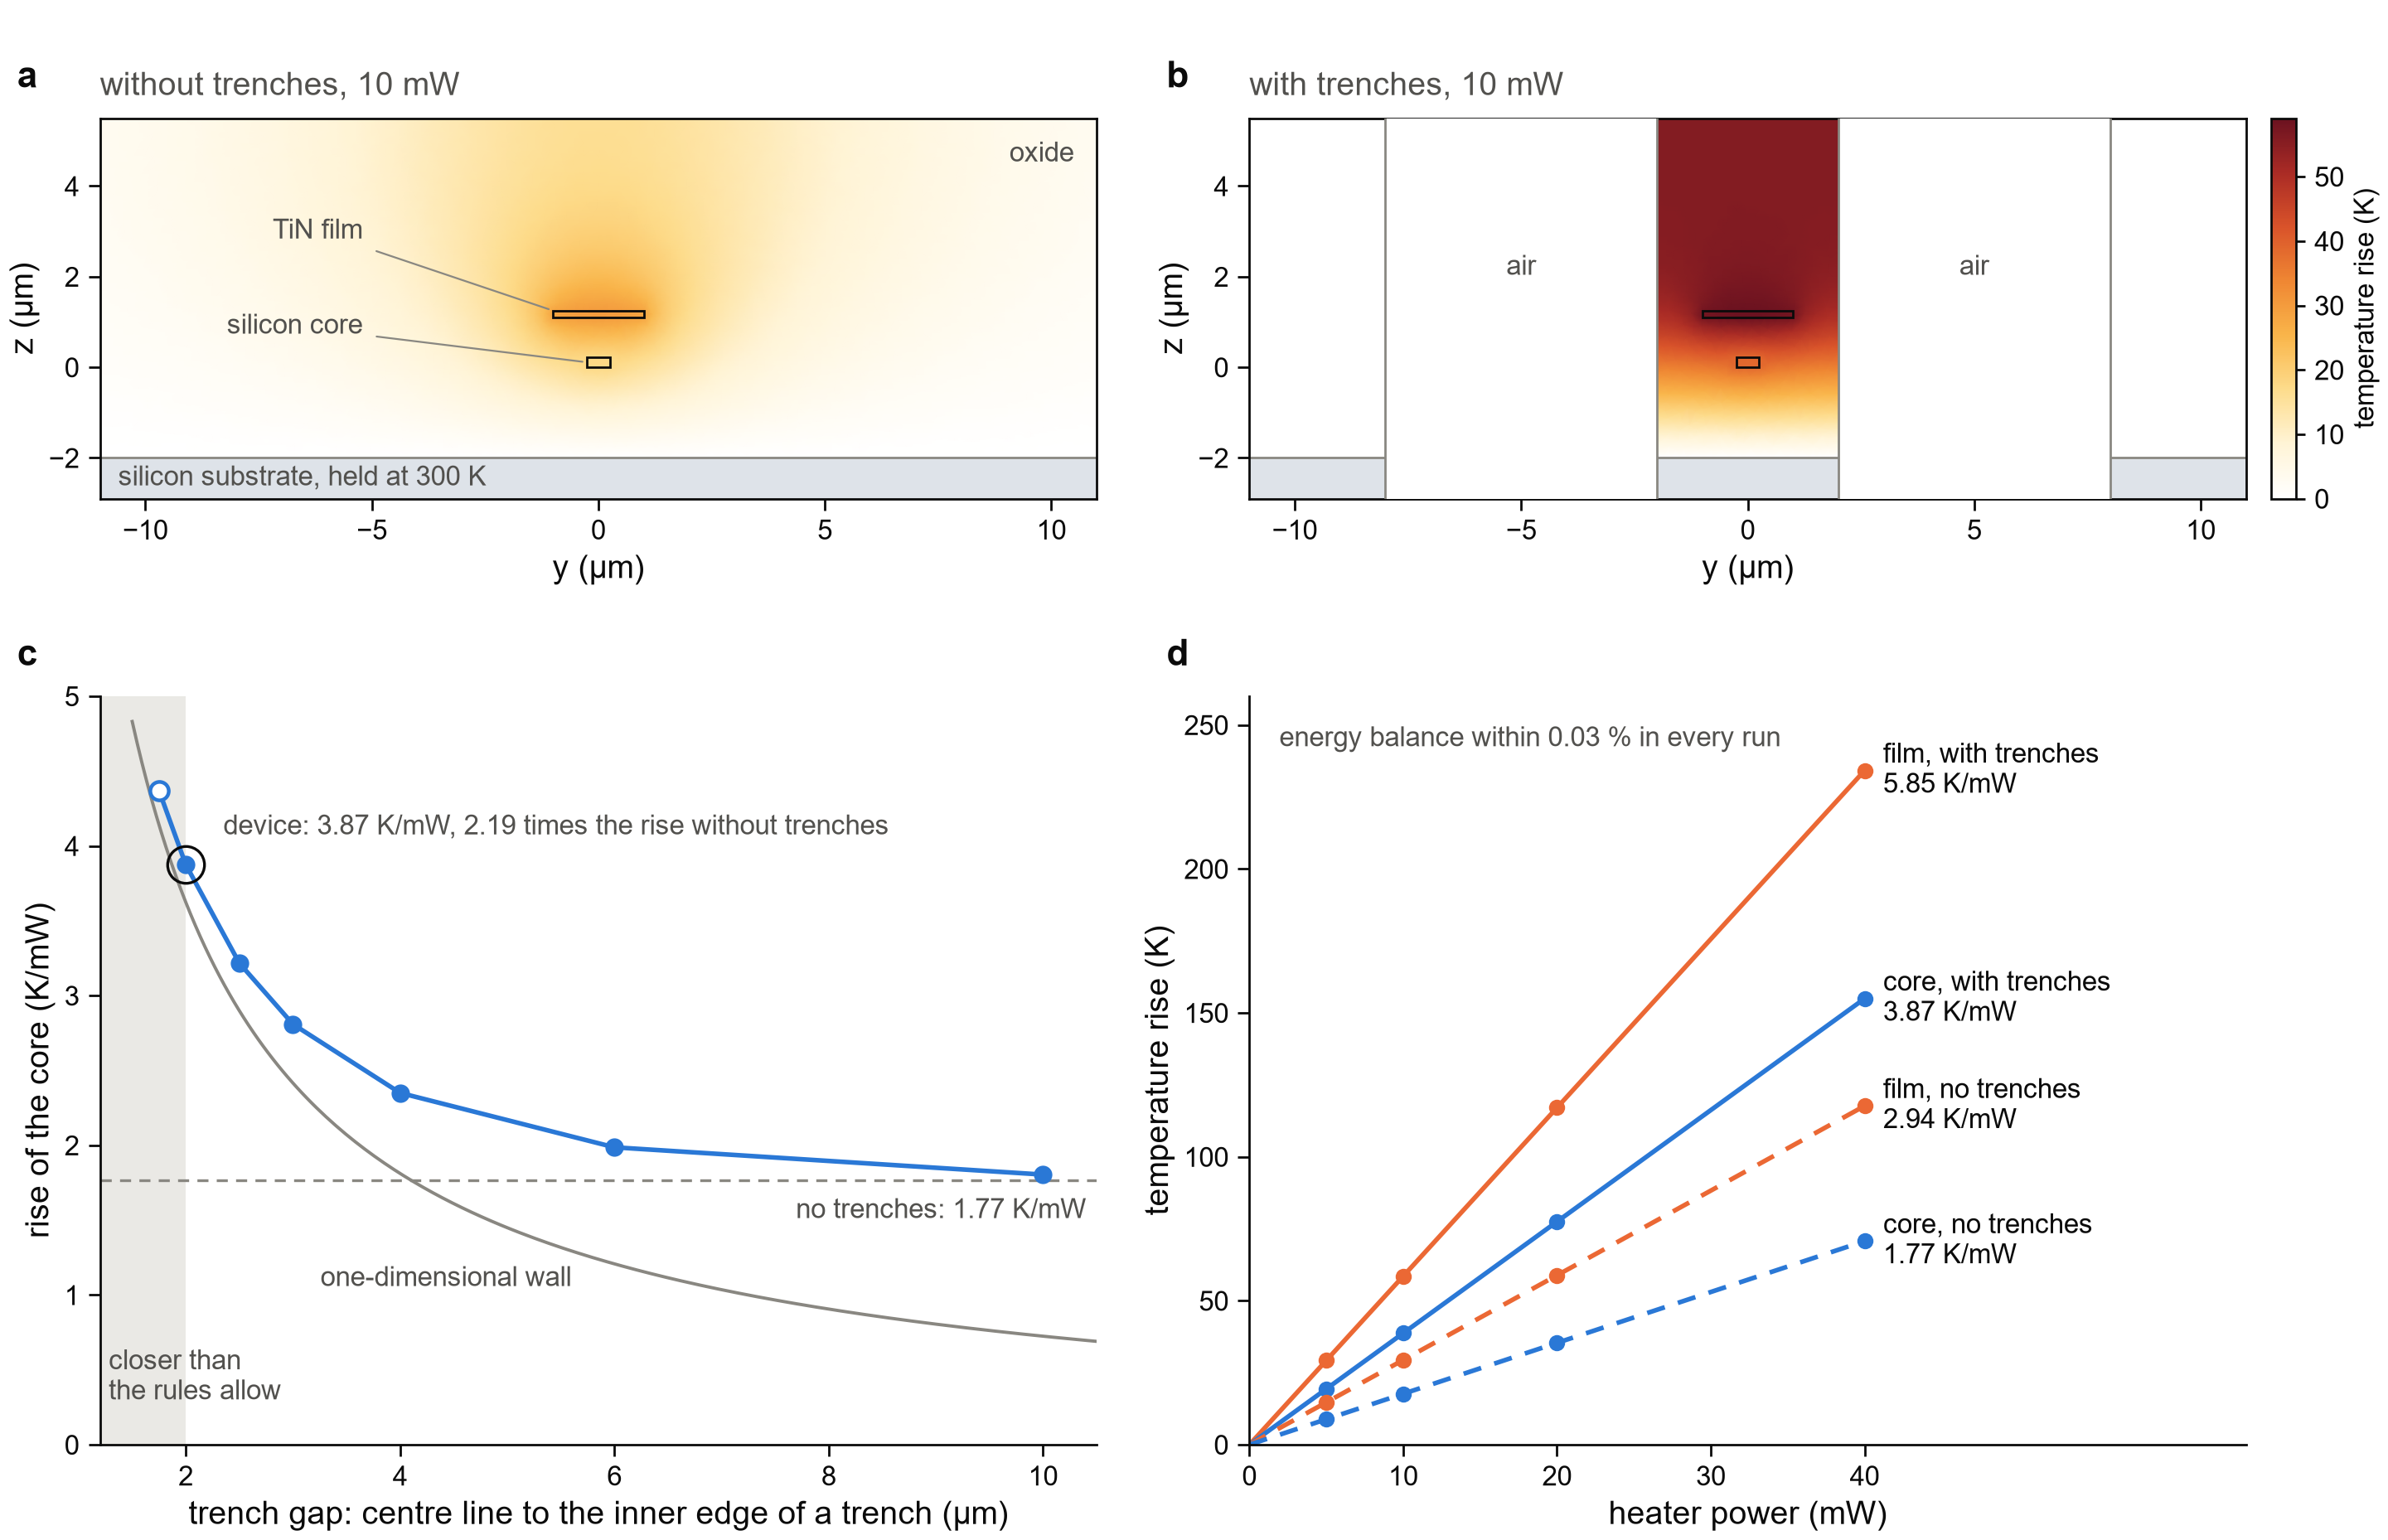 a
without trenches, 10 mW
oxide
TiN film
silicon core
silicon substrate, held at 300 K
4
2
0
−2
z (µm)
−10
−5
0
5
10
y (µm)
b
with trenches, 10 mW
air
air
4
2
0
−2
z (µm)
−10
−5
0
5
10
y (µm)
50
40
30
20
10
0
temperature rise (K)
c
5
4
3
2
1
0
rise of the core (K/mW)
device: 3.87 K/mW, 2.19 times the rise without trenches
no trenches: 1.77 K/mW
one-dimensional wall
closer than
the rules allow
2
4
6
8
10
trench gap: centre line to the inner edge of a trench (µm)
d
250
200
150
100
50
0
temperature rise (K)
energy balance within 0.03 % in every run
film, with trenches
5.85 K/mW
core, with trenches
3.87 K/mW
film, no trenches
2.94 K/mW
core, no trenches
1.77 K/mW
0
10
20
30
40
heater power (mW)